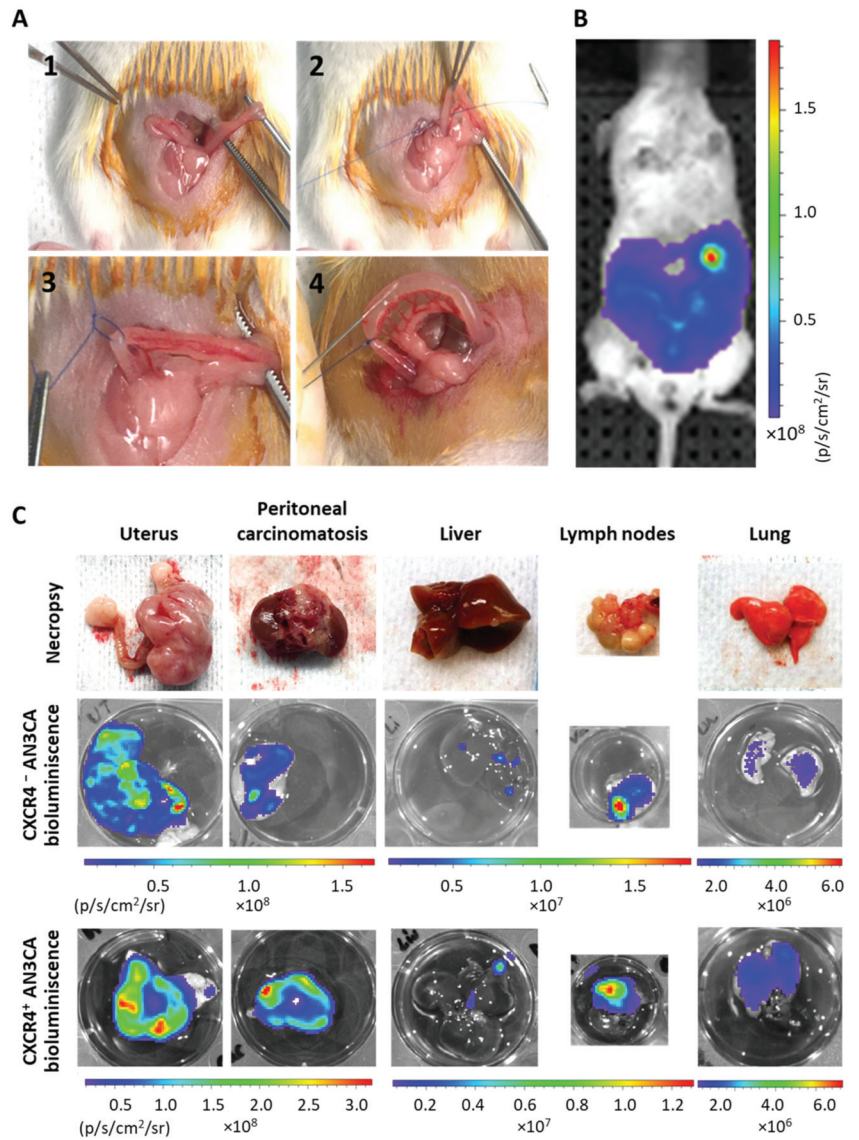 A
1
2
3
4
B
1.5
1.0
0.5
×10⁸
(p/s/cm²/sr)
C
Uterus
Peritoneal
carcinomatosis
Liver
Lymph nodes
Lung
Necropsy
CXCR4⁻ AN3CA
bioluminiscence
0.5 1.0 1.5
(p/s/cm²/sr) ×10⁸
0.5 1.0 1.5
×10⁷
2.0 4.0 6.0
×10⁶
CXCR4⁺ AN3CA
bioluminiscence
0.5 1.0 1.5 2.0 2.5 3.0
(p/s/cm²/sr) ×10⁸
0.2 0.4 0.6 0.8 1.0 1.2
×10⁷
2.0 4.0 6.0
×10⁶